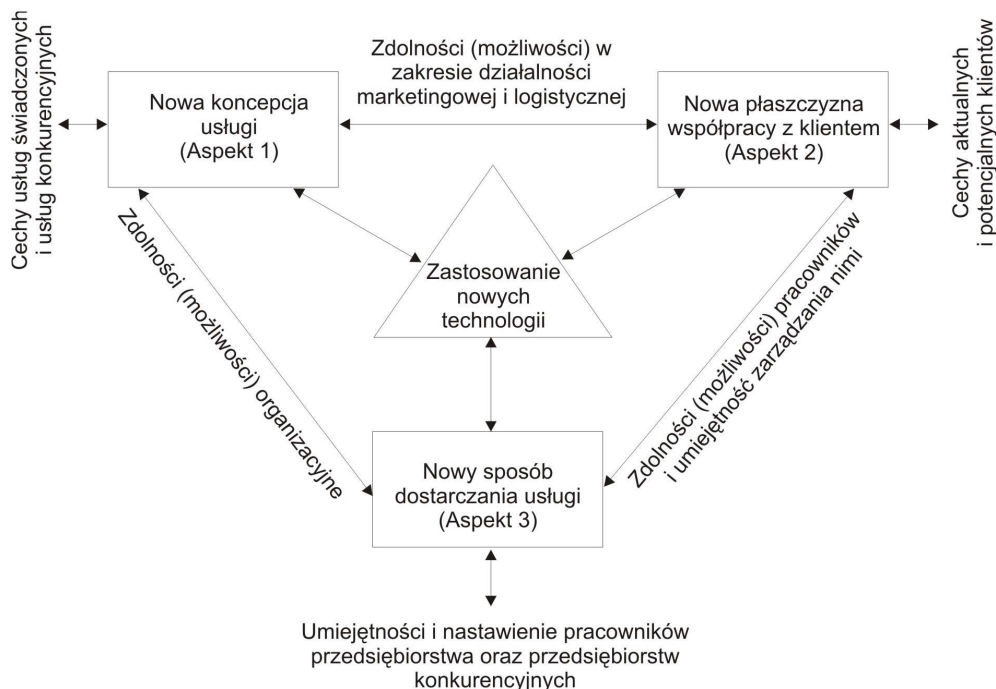 Cechy usług świadczonych
i usług konkurencyjnych
Nowa koncepcja
usługi
(Aspekt 1)
Zdolności (możliwości) w
zakresie działalności
marketingowej i logistycznej
Nowa płaszczyzna
współpracy z klientem
(Aspekt 2)
Cechy aktualnych
i potencjalnych klientów
Zdolności (możliwości) organizacyjne
Zastosowanie
nowych
technologii
Zdolności (możliwości) pracowników
i umiejętność zarządzania nimi
Nowy sposób
dostarczania usługi
(Aspekt 3)
Umiejętności i nastawienie pracowników
przedsiębiorstwa oraz przedsiębiorstw
konkurencyjnych